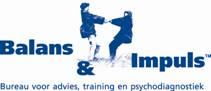 Balans
& Impuls™
Bureau voor advies, training en psychodiagnostiek